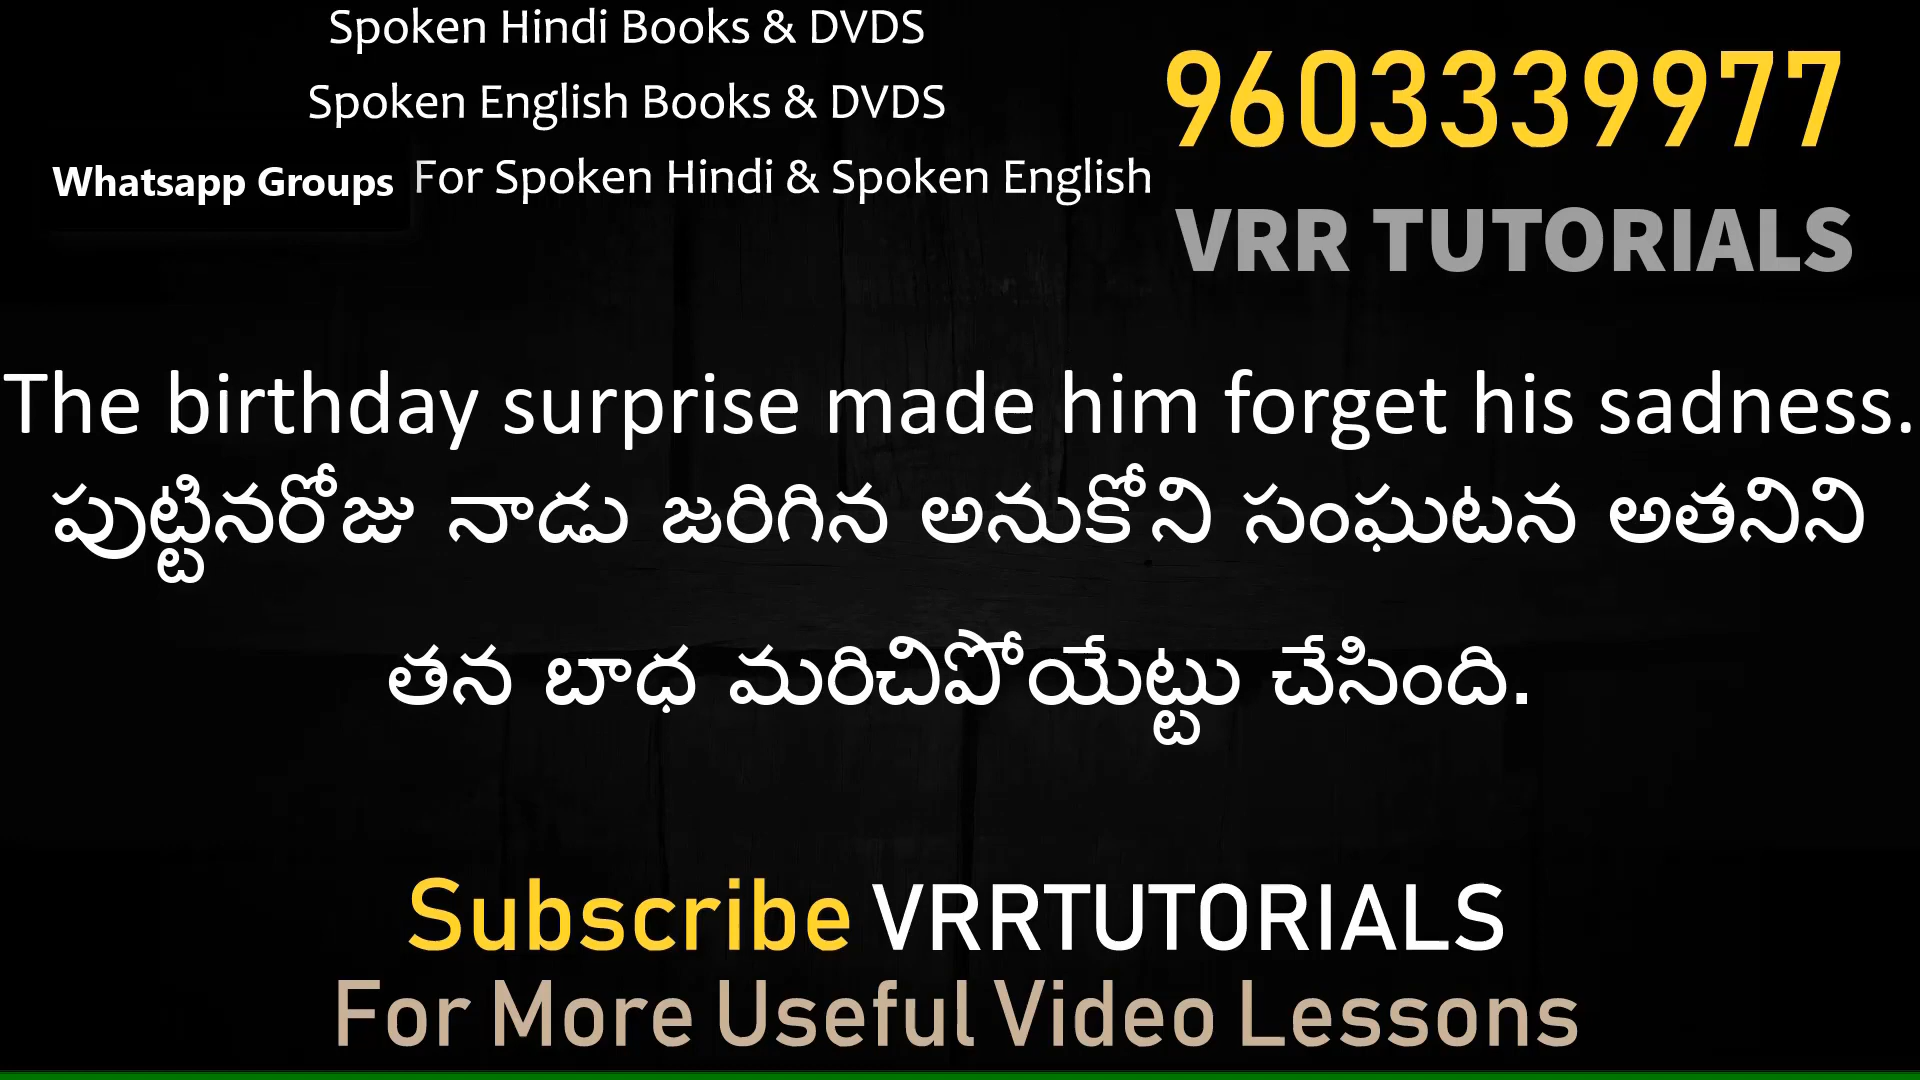 Spoken Hindi Books & DVDS
Spoken English Books & DVDS
Whatsapp Groups For Spoken Hindi & Spoken English
9603339977
VRR TUTORIALS
The birthday surprise made him forget his sadness.
పుట్టినరోజు నాడు జరిగిన అనుకోని సంఘటన అతనిని
తన బాధ మరిచిపోయేట్టు చేసింది.
Subscribe VRRTUTORIALS
For More Useful Video Lessons